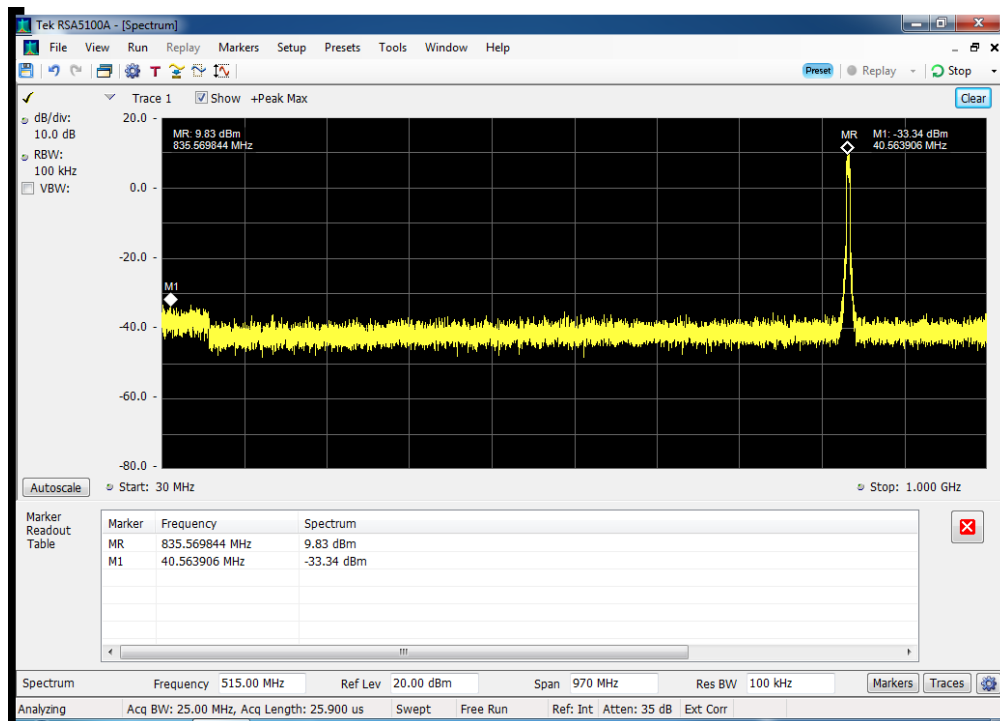 Tek RSA5100A - [Spectrum]
File View Run Replay Markers Setup Presets Tools Window Help
T Preset Replay Stop
Trace 1 Show +Peak Max Clear
dB/div: 20.0
10.0 dB
MR: 9.83 dBm MR M1: -33.34 dBm
835.569844 MHz 40.563906 MHz
RBW:
100 kHz
VBW: 0.0
-20.0
M1
-40.0
-60.0
-80.0
Autoscale Start: 30 MHz Stop: 1.000 GHz
Marker
Readout
Table
Marker Frequency Spectrum
MR 835.569844 MHz 9.83 dBm
M1 40.563906 MHz -33.34 dBm
Spectrum Frequency 515.00 MHz Ref Lev 20.00 dBm Span 970 MHz Res BW 100 kHz Markers Traces
Analyzing Acq BW: 25.00 MHz, Acq Length: 25.900 us Swept Free Run Ref: Int Atten: 35 dB Ext Corr